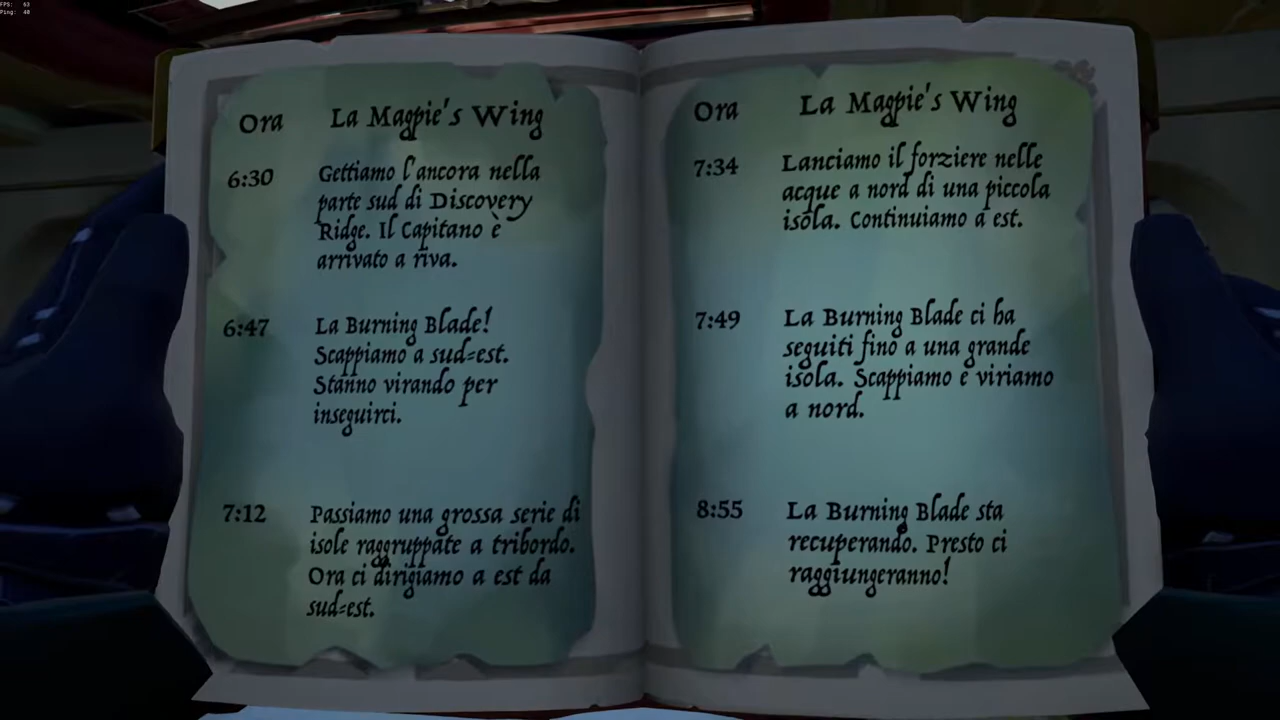 FPS: 63
Ping: 40
Ora La Magpie's Wing
6:30 Gettiamo l'ancora nella
parte sud di Discovery
Ridge. Il Capitano è
arrivato a riva.
6:47 La Burning Blade!
Scappiamo a sud=est.
Stanno virando per
inseguirci.
7:12 Passiamo una grossa serie di
isole raggruppate a tribordo.
Ora ci dirigiamo a est da
sud=est.
Ora La Magpie's Wing
7:34 Lanciamo il forziere nelle
acque a nord di una piccola
isola. Continuiamo a est.
7:49 La Burning Blade ci ha
seguiti fino a una grande
isola. Scappiamo e viriamo
a nord.
8:55 La Burning Blade sta
recuperando. Presto ci
raggiungeranno!